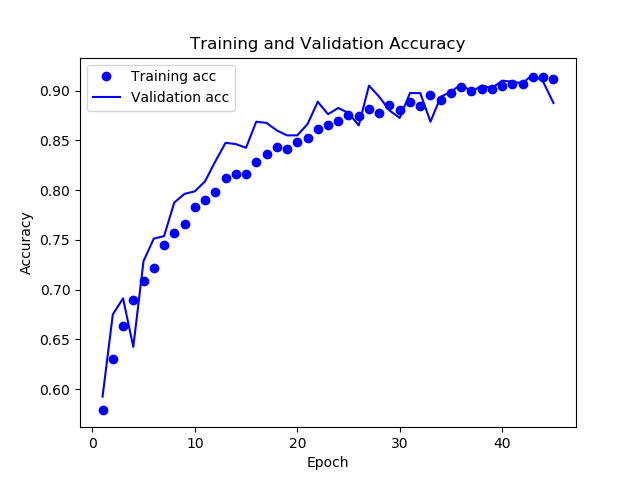 Training and Validation Accuracy
Training acc
Validation acc
0.90
0.85
0.80
0.75
0.70
0.65
0.60
Accuracy
0 10 20 30 40
Epoch